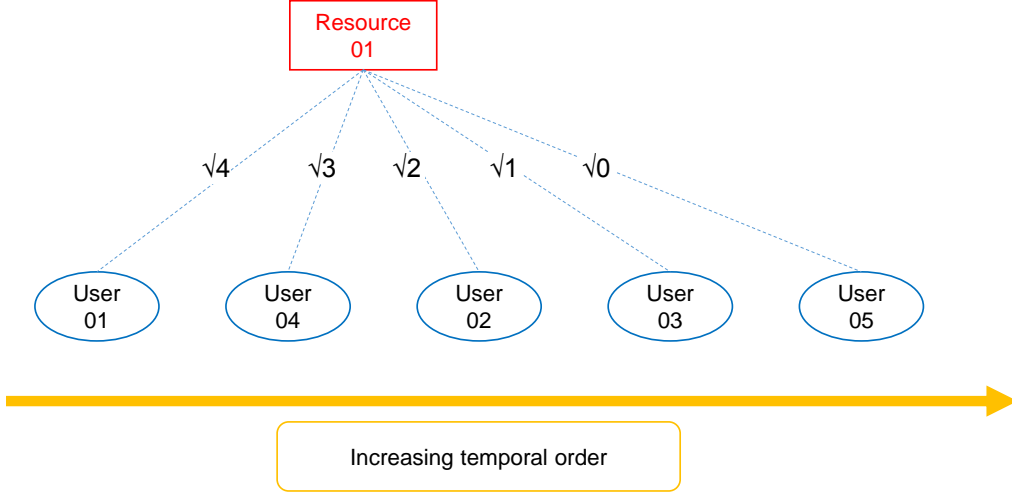 Resource
01
√4
√3
√2
√1
√0
User
01
User
04
User
02
User
03
User
05
Increasing temporal order